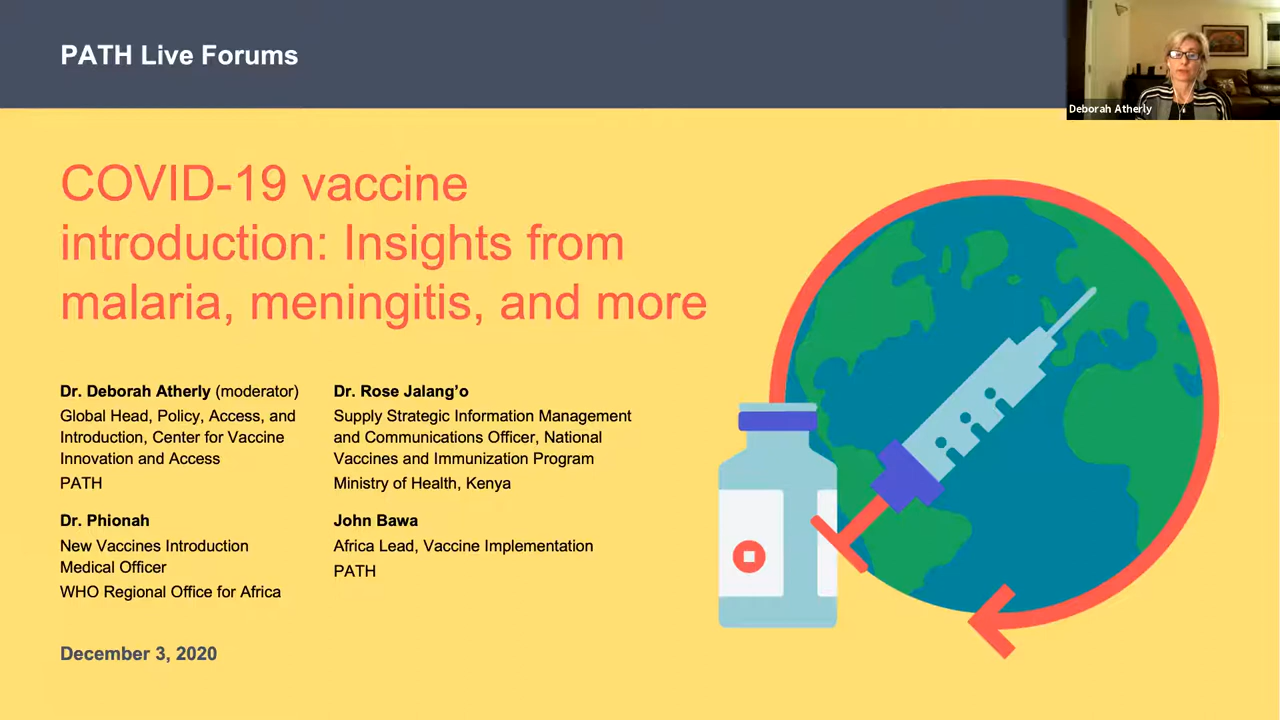 PATH Live Forums
Deborah Atherly
COVID-19 vaccine
introduction: Insights from
malaria, meningitis, and more
Dr. Deborah Atherly (moderator)
Global Head, Policy, Access, and
Introduction, Center for Vaccine
Innovation and Access
PATH
Dr. Rose Jalang’o
Supply Strategic Information Management
and Communications Officer, National
Vaccines and Immunization Program
Ministry of Health, Kenya
Dr. Phionah
New Vaccines Introduction
Medical Officer
WHO Regional Office for Africa
John Bawa
Africa Lead, Vaccine Implementation
PATH
December 3, 2020